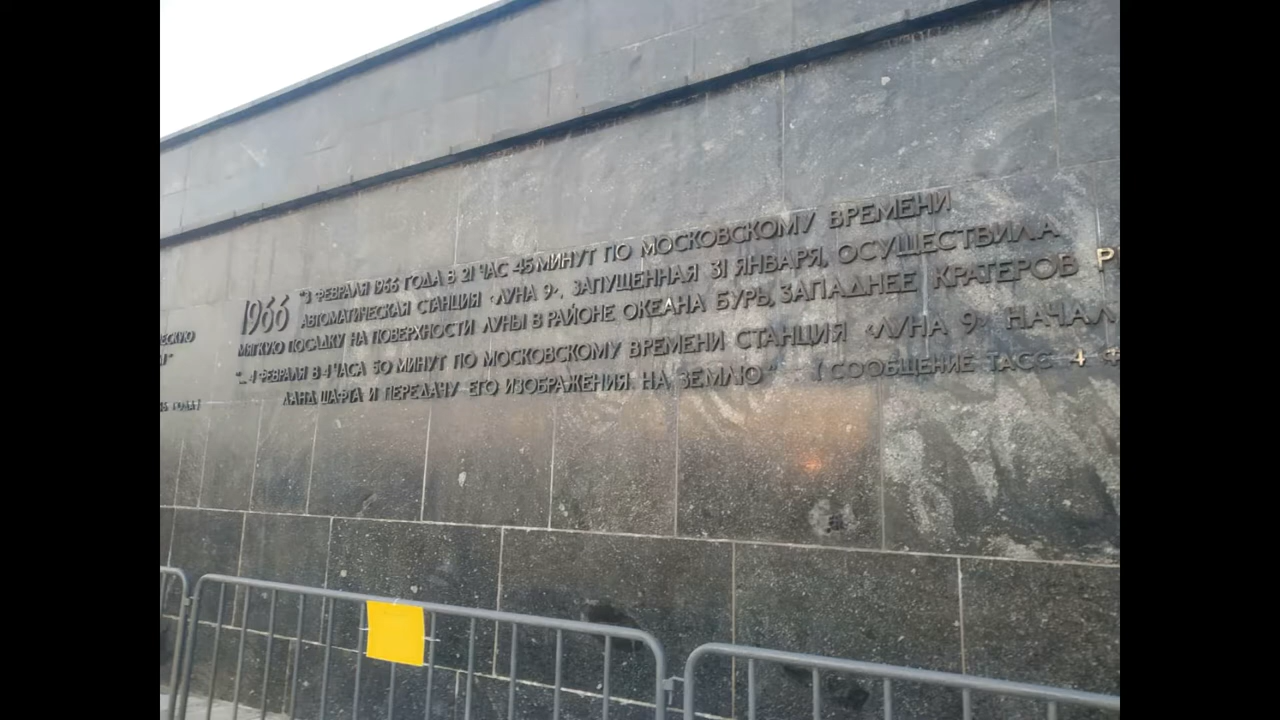 1966 "3 ФЕВРАЛЯ 1966 ГОДА В 21 ЧАС 45 МИНУТ ПО МОСКОВСКОМУ ВРЕМЕНИ
АВТОМАТИЧЕСКАЯ СТАНЦИЯ «ЛУНА 9», ЗАПУЩЕННАЯ 31 ЯНВАРЯ, ОСУЩЕСТВИЛА
МЯГКУЮ ПОСАДКУ НА ПОВЕРХНОСТИ ЛУНЫ В РАЙОНЕ ОКЕАНА БУРЬ, ЗАПАДНЕЕ КРАТЕРОВ Р
"... 4 ФЕВРАЛЯ В 4 ЧАСА 50 МИНУТ ПО МОСКОВСКОМУ ВРЕМЕНИ СТАНЦИЯ «ЛУНА 9» НАЧАЛ
ЛАНДШАФТА И ПЕРЕДАЧУ ЕГО ИЗОБРАЖЕНИЯ НА ЗЕМЛЮ" (СООБЩЕНИЕ ТАСС 4 Ф